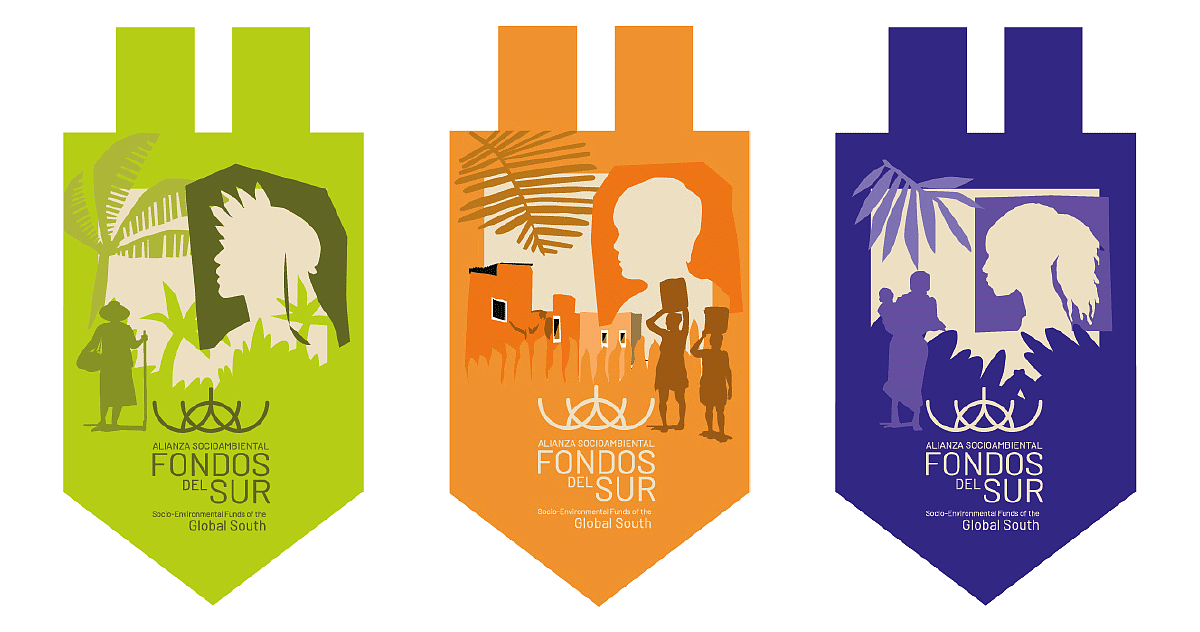 ALIANZA SOCIOAMBIENTAL
FONDOS
DEL SUR
Socio-Environmental Funds of the
Global South
ALIANZA SOCIOAMBIENTAL
FONDOS
DEL SUR
Socio-Environmental Funds of the
Global South
ALIANZA SOCIOAMBIENTAL
FONDOS
DEL SUR
Socio-Environmental Funds of the
Global South